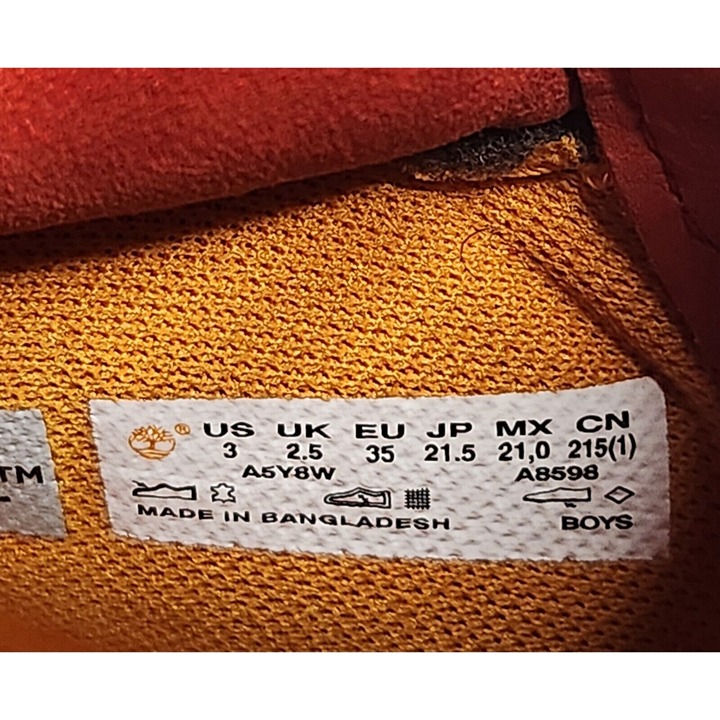 ® US UK EU JP MX CN
3 2.5 35 21.5 21,0 215(1)
A5Y8W A8598
MADE IN BANGLADESH BOYS
TM